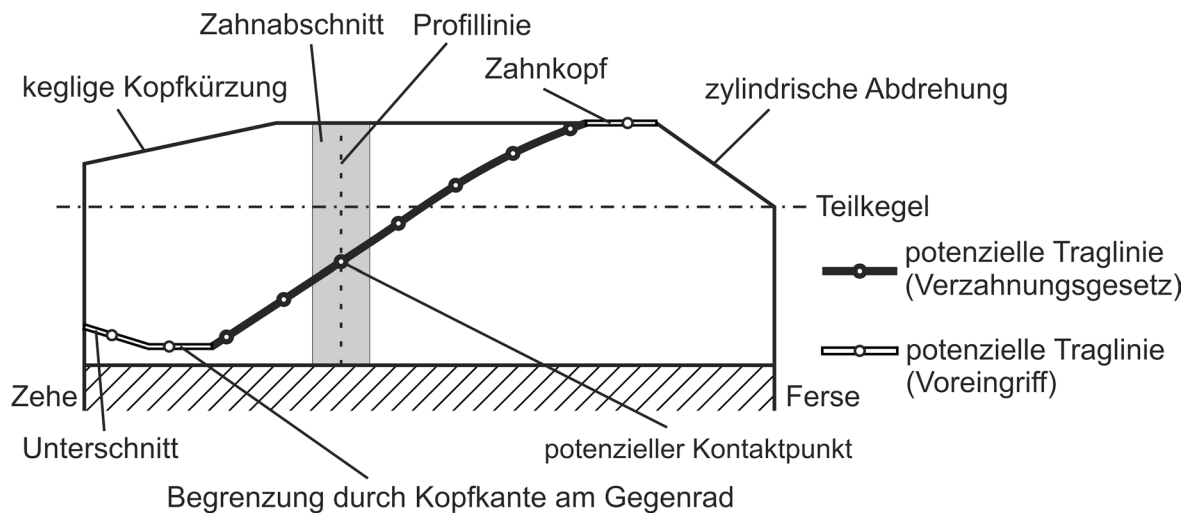 Zahnabschnitt
Profillinie
keglige Kopfkürzung
Zahnkopf
zylindrische Abdrehung
Teilkegel
potenzielle Traglinie
(Verzahnungsgesetz)
potenzielle Traglinie
(Voreingriff)
Zehe
Ferse
Unterschnitt
potenzieller Kontaktpunkt
Begrenzung durch Kopfkante am Gegenrad